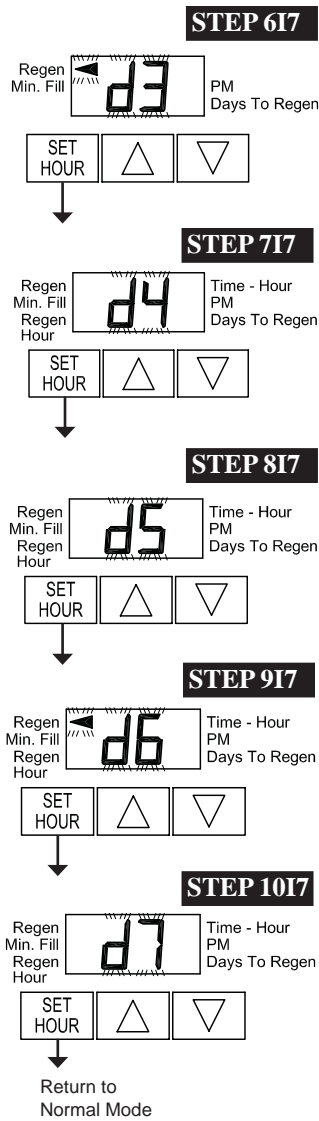 STEP 6I7
Regen
Min. Fill
d3
PM
Days To Regen
SET
HOUR
STEP 7I7
Regen
Min. Fill
Regen
Hour
d4
Time - Hour
PM
Days To Regen
SET
HOUR
STEP 8I7
Regen
Min. Fill
Regen
Hour
d5
Time - Hour
PM
Days To Regen
SET
HOUR
STEP 9I7
Regen
Min. Fill
Regen
Hour
d6
Time - Hour
PM
Days To Regen
SET
HOUR
STEP 10I7
Regen
Min. Fill
Regen
Hour
d7
Time - Hour
PM
Days To Regen
SET
HOUR
Return to
Normal Mode